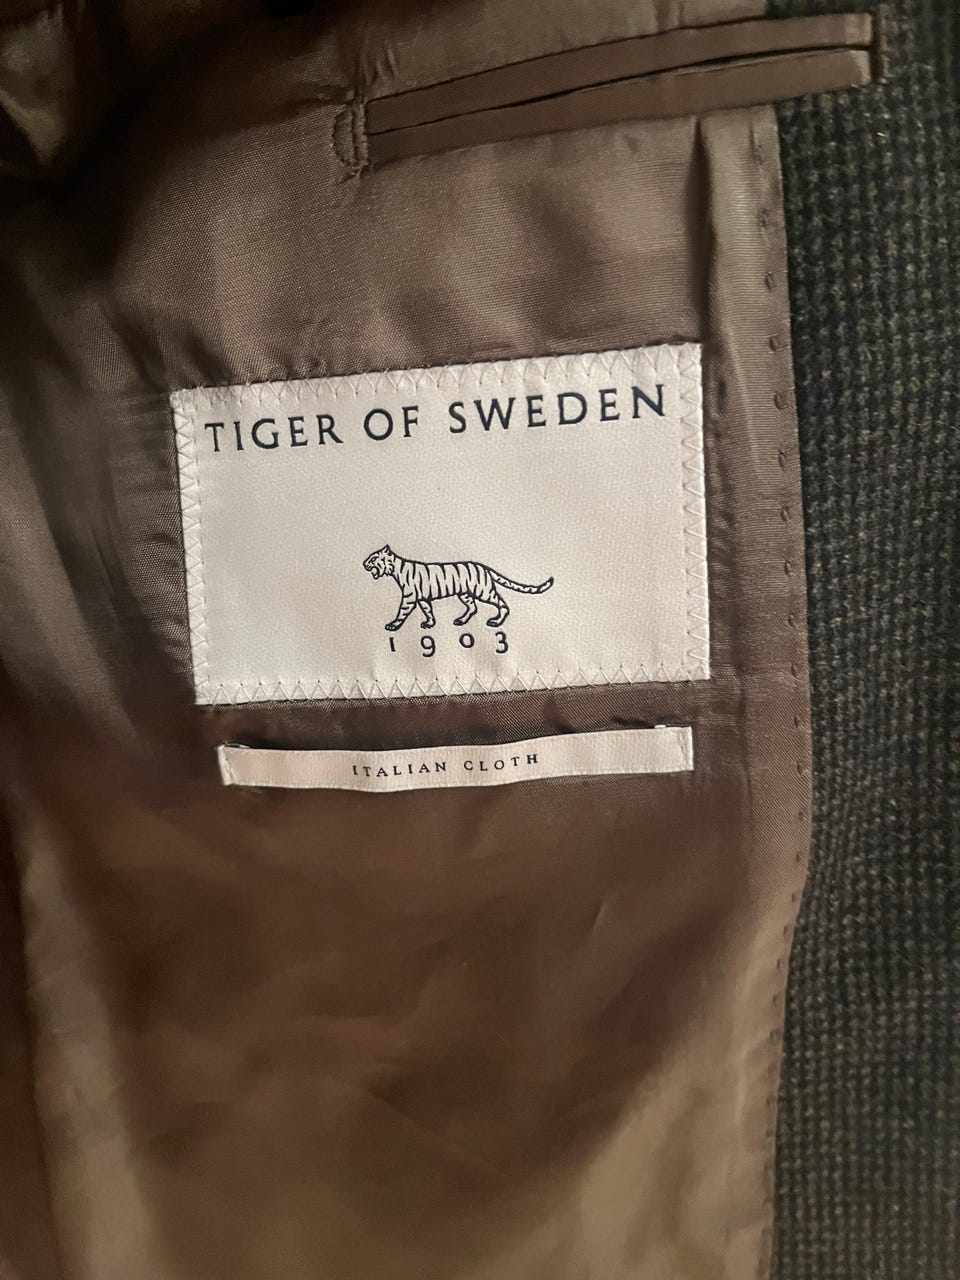 TIGER OF SWEDEN
1903
ITALIAN CLOTH